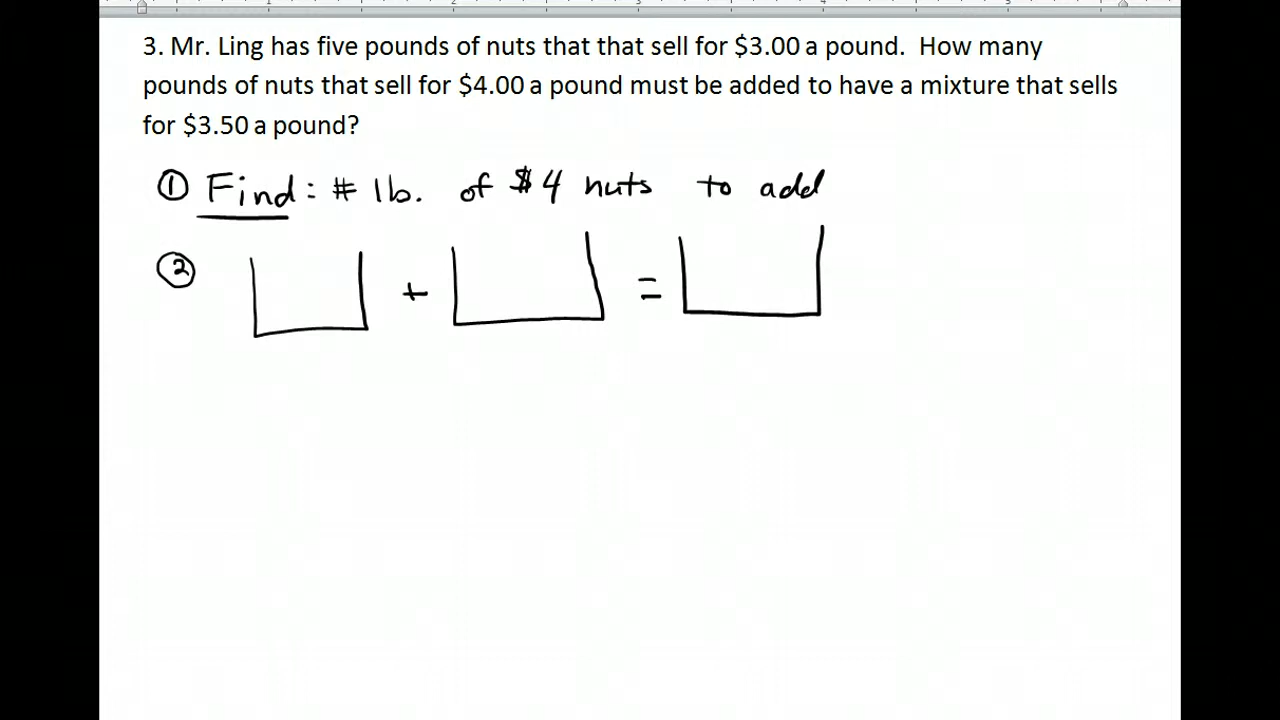 3. Mr. Ling has five pounds of nuts that that sell for $3.00 a pound. How many
pounds of nuts that sell for $4.00 a pound must be added to have a mixture that sells
for $3.50 a pound?
① Find: # lb. of $4 nuts to add
② + =